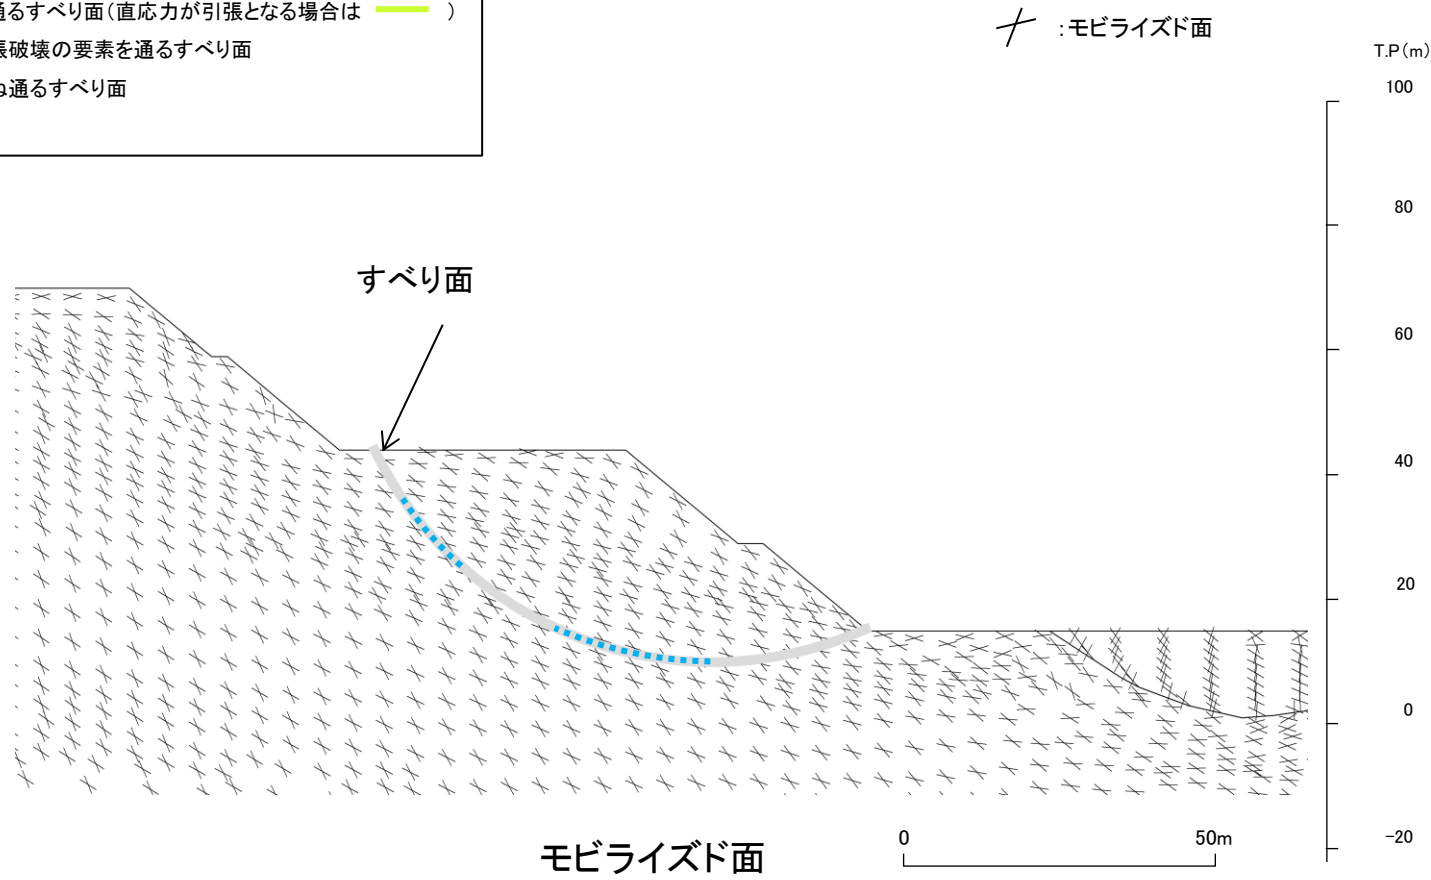 通るすべり面（直応力が引張となる場合は　　　）
張破壊の要素を通るすべり面
ね通るすべり面
：モビライズド面
T.P（m）
100
80
60
40
20
0
-20
すべり面
モビライズド面
0　50m